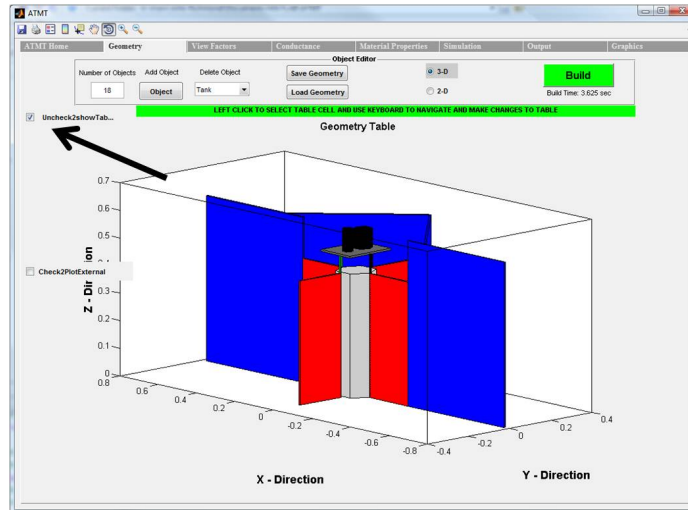 ATMT
ATMT Home Geometry View Factors Conductance Material Properties Simulation Output Graphics
Object Editor
Number of Objects Add Object Delete Object Save Geometry 3-D Build
18 Object Tank Load Geometry 2-D Build Time: 3.625 sec
LEFT CLICK TO SELECT TABLE CELL AND USE KEYBOARD TO NAVIGATE AND MAKE CHANGES TO TABLE
Uncheck2showTab...
Geometry Table
0.7
0.6
0.5
0.4
0.3
Check2PlotExternal
0.2
0.1
0
Z - Dir ion
0.8 0.6 0.4 0.2 0 -0.2 -0.4 -0.6 -0.8
-0.4 -0.2 0 0.2 0.4
X - Direction
Y - Direction